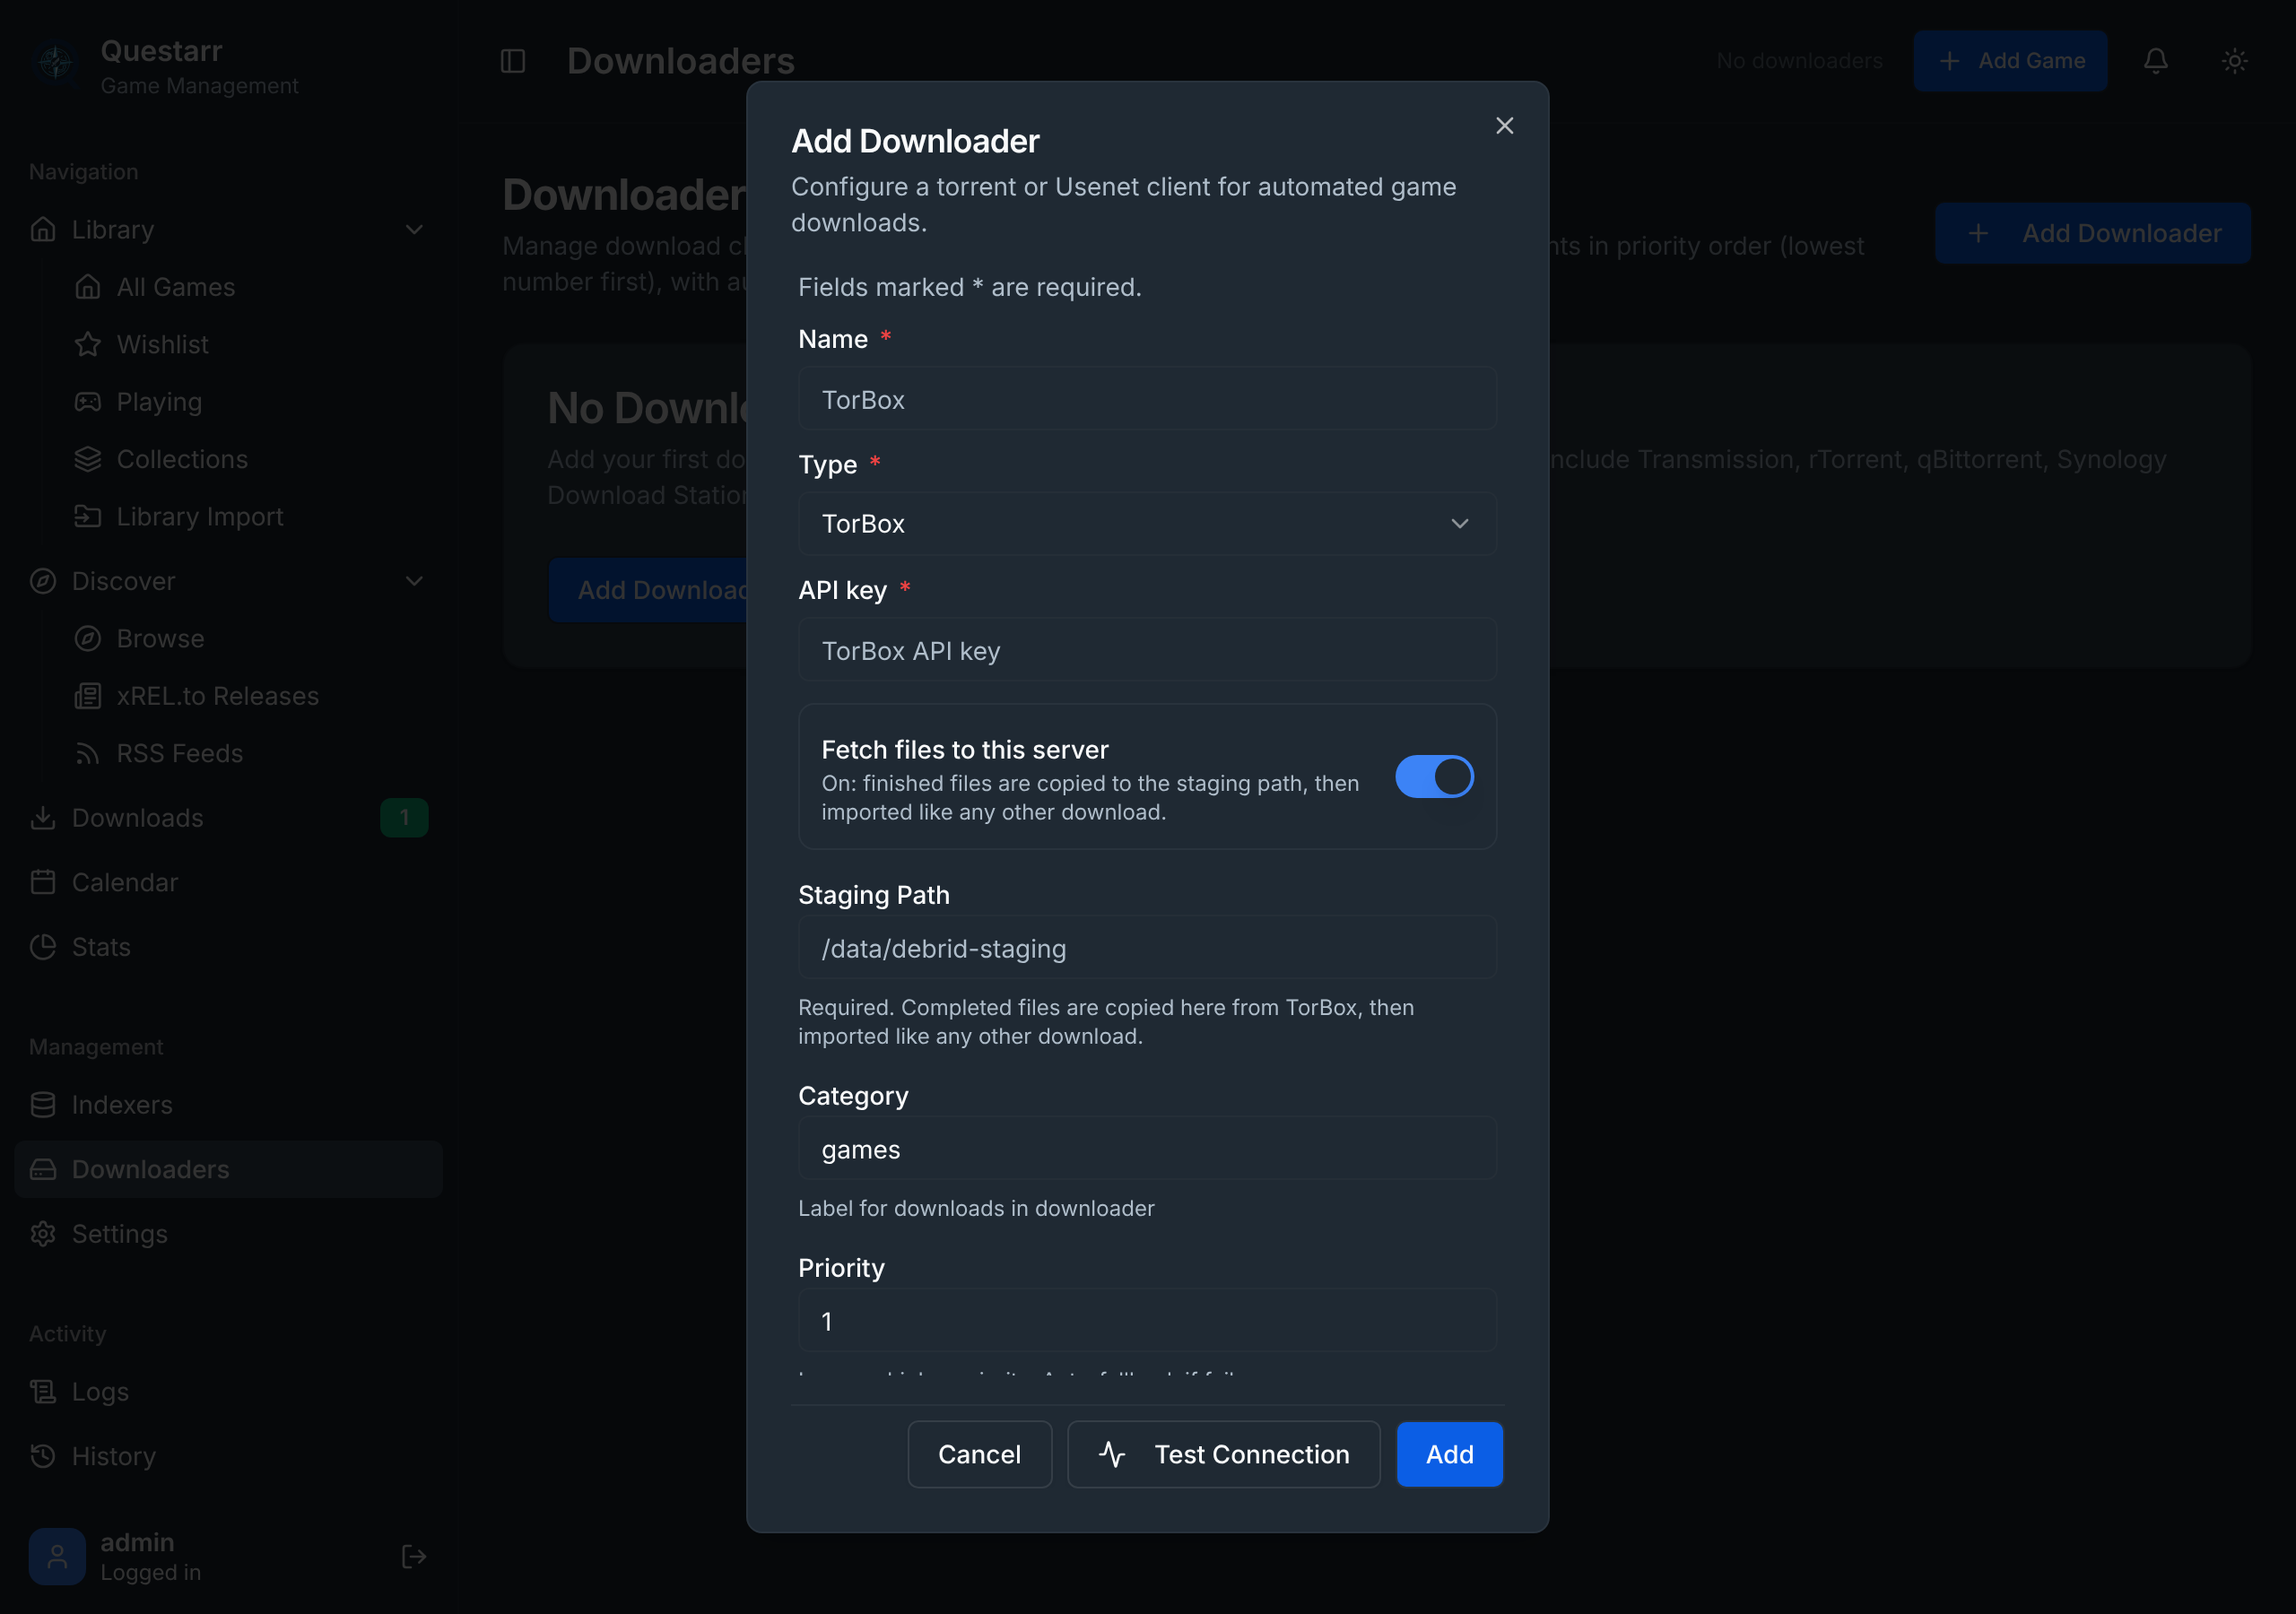 Questarr
Game Management
Navigation
Library
All Games
Wishlist
Playing
Collections
Library Import
Discover
Browse
xREL.to Releases
RSS Feeds
Downloads 1
Calendar
Stats
Management
Indexers
Downloaders
Settings
Activity
Logs
History
admin
Logged in
Downloaders
No downloaders
Add Game
Downloader
Manage download cl
nts in priority order (lowest
number first), with au
Add Downloader
No Downlo
Add your first do
nclude Transmission, rTorrent, qBittorrent, Synology
Download Station
Add Download
Add Downloader
Configure a torrent or Usenet client for automated game
downloads.
Fields marked * are required.
Name *
TorBox
Type *
TorBox
API key *
TorBox API key
Fetch files to this server
On: finished files are copied to the staging path, then
imported like any other download.
Staging Path
/data/debrid-staging
Required. Completed files are copied here from TorBox, then
imported like any other download.
Category
games
Label for downloads in downloader
Priority
1
Cancel
Test Connection
Add